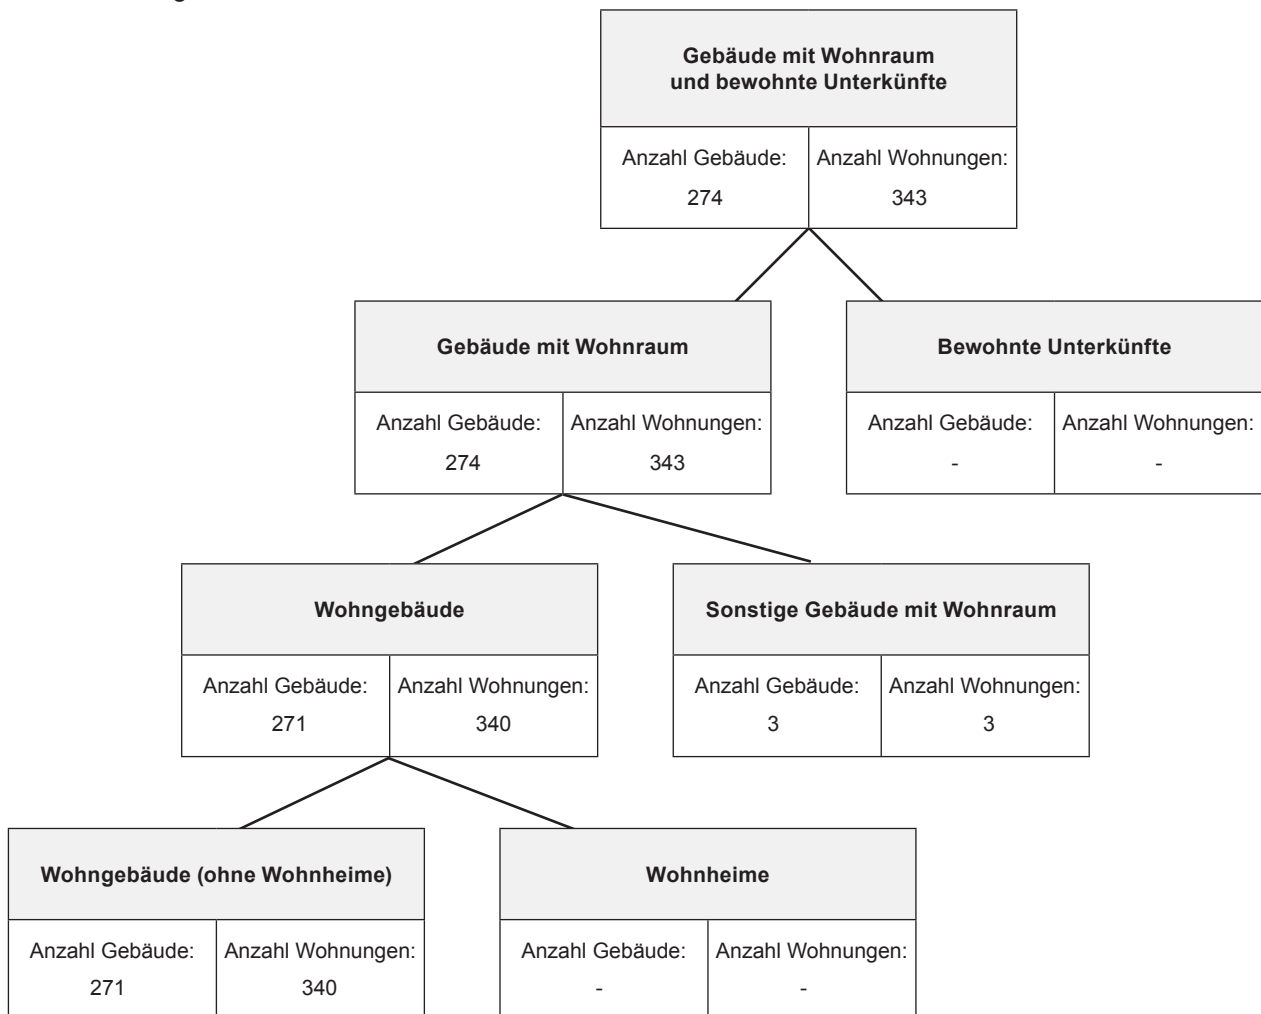 Gebäude mit Wohnraum
und bewohnte Unterkünfte
Anzahl Gebäude: Anzahl Wohnungen:
274 343
Gebäude mit Wohnraum
Anzahl Gebäude: Anzahl Wohnungen:
274 343
Bewohnte Unterkünfte
Anzahl Gebäude: Anzahl Wohnungen:
- -
Wohngebäude
Anzahl Gebäude: Anzahl Wohnungen:
271 340
Sonstige Gebäude mit Wohnraum
Anzahl Gebäude: Anzahl Wohnungen:
3 3
Wohngebäude (ohne Wohnheime)
Anzahl Gebäude: Anzahl Wohnungen:
271 340
Wohnheime
Anzahl Gebäude: Anzahl Wohnungen:
- -